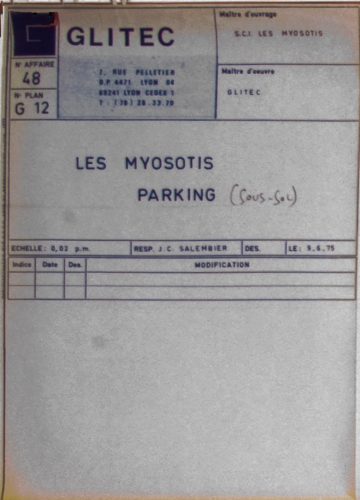 GLITEC
Maître d'ouvrage
S.C.I. LES MYOSOTIS
N° AFFAIRE
48
N° PLAN
G 12
7. RUE PELLETIER
B.P. 4471. LYON 04
69241 LYON CEDEX 1
T : (78) 28.33.70
Maître d'oeuvre
GLITEC
LES MYOSOTIS
PARKING (SOUS-SOL)
ECHELLE: 0,02 p.m. RESP. J.C. SALEMBIER DES. LE: 9.6.75
Indice Date Des. MODIFICATION